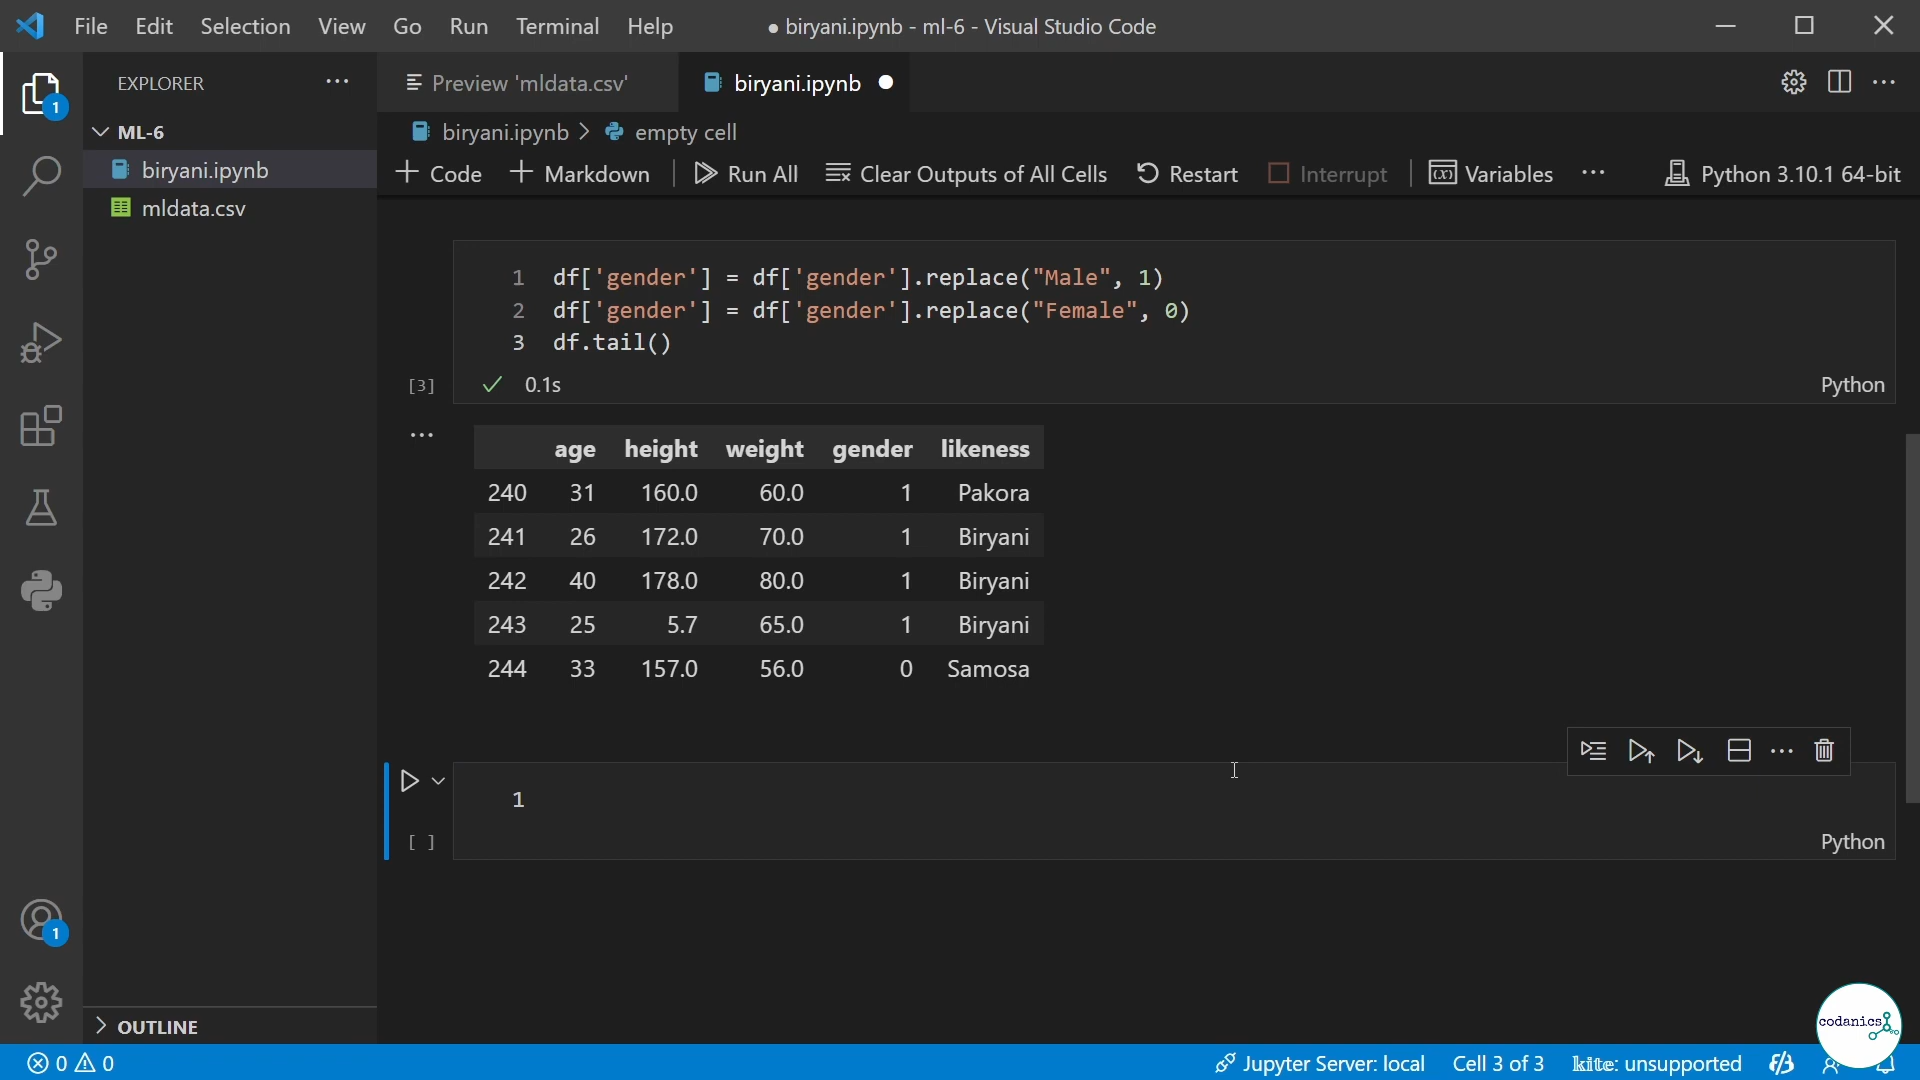 File Edit Selection View Go Run Terminal Help ● biryani.ipynb - ml-6 - Visual Studio Code
EXPLORER ··· Preview 'mldata.csv' biryani.ipynb ● ···
1
ML-6 biryani.ipynb > empty cell
biryani.ipynb + Code + Markdown Run All Clear Outputs of All Cells Restart Interrupt Variables ··· Python 3.10.1 64-bit
mldata.csv
1 df['gender'] = df['gender'].replace("Male", 1)
2 df['gender'] = df['gender'].replace("Female", 0)
3 df.tail()
[3] ✓ 0.1s Python
···
age height weight gender likeness
240 31 160.0 60.0 1 Pakora
241 26 172.0 70.0 1 Biryani
242 40 178.0 80.0 1 Biryani
243 25 5.7 65.0 1 Biryani
244 33 157.0 56.0 0 Samosa
1
[ ] Python
1
OUTLINE
codanics
0 0 Jupyter Server: local Cell 3 of 3 kite: unsupported